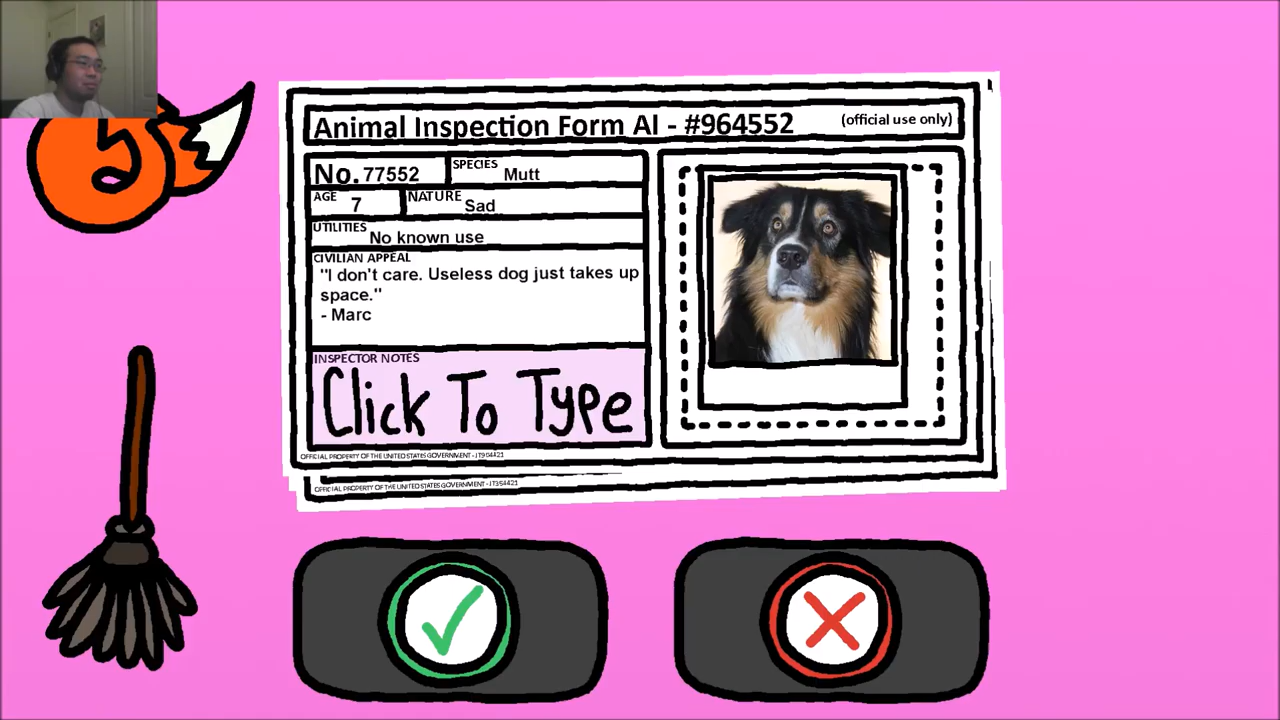 Animal Inspection Form AI - #964552 (official use only)
No. 77552 SPECIES Mutt
AGE 7 NATURE Sad
UTILITIES No known use
CIVILIAN APPEAL
"I don't care. Useless dog just takes up
space."
- Marc
INSPECTOR NOTES
Click To Type
OFFICIAL PROPERTY OF THE UNITED STATES GOVERNMENT - IT964421
OFFICIAL PROPERTY OF THE UNITED STATES GOVERNMENT - IT354421